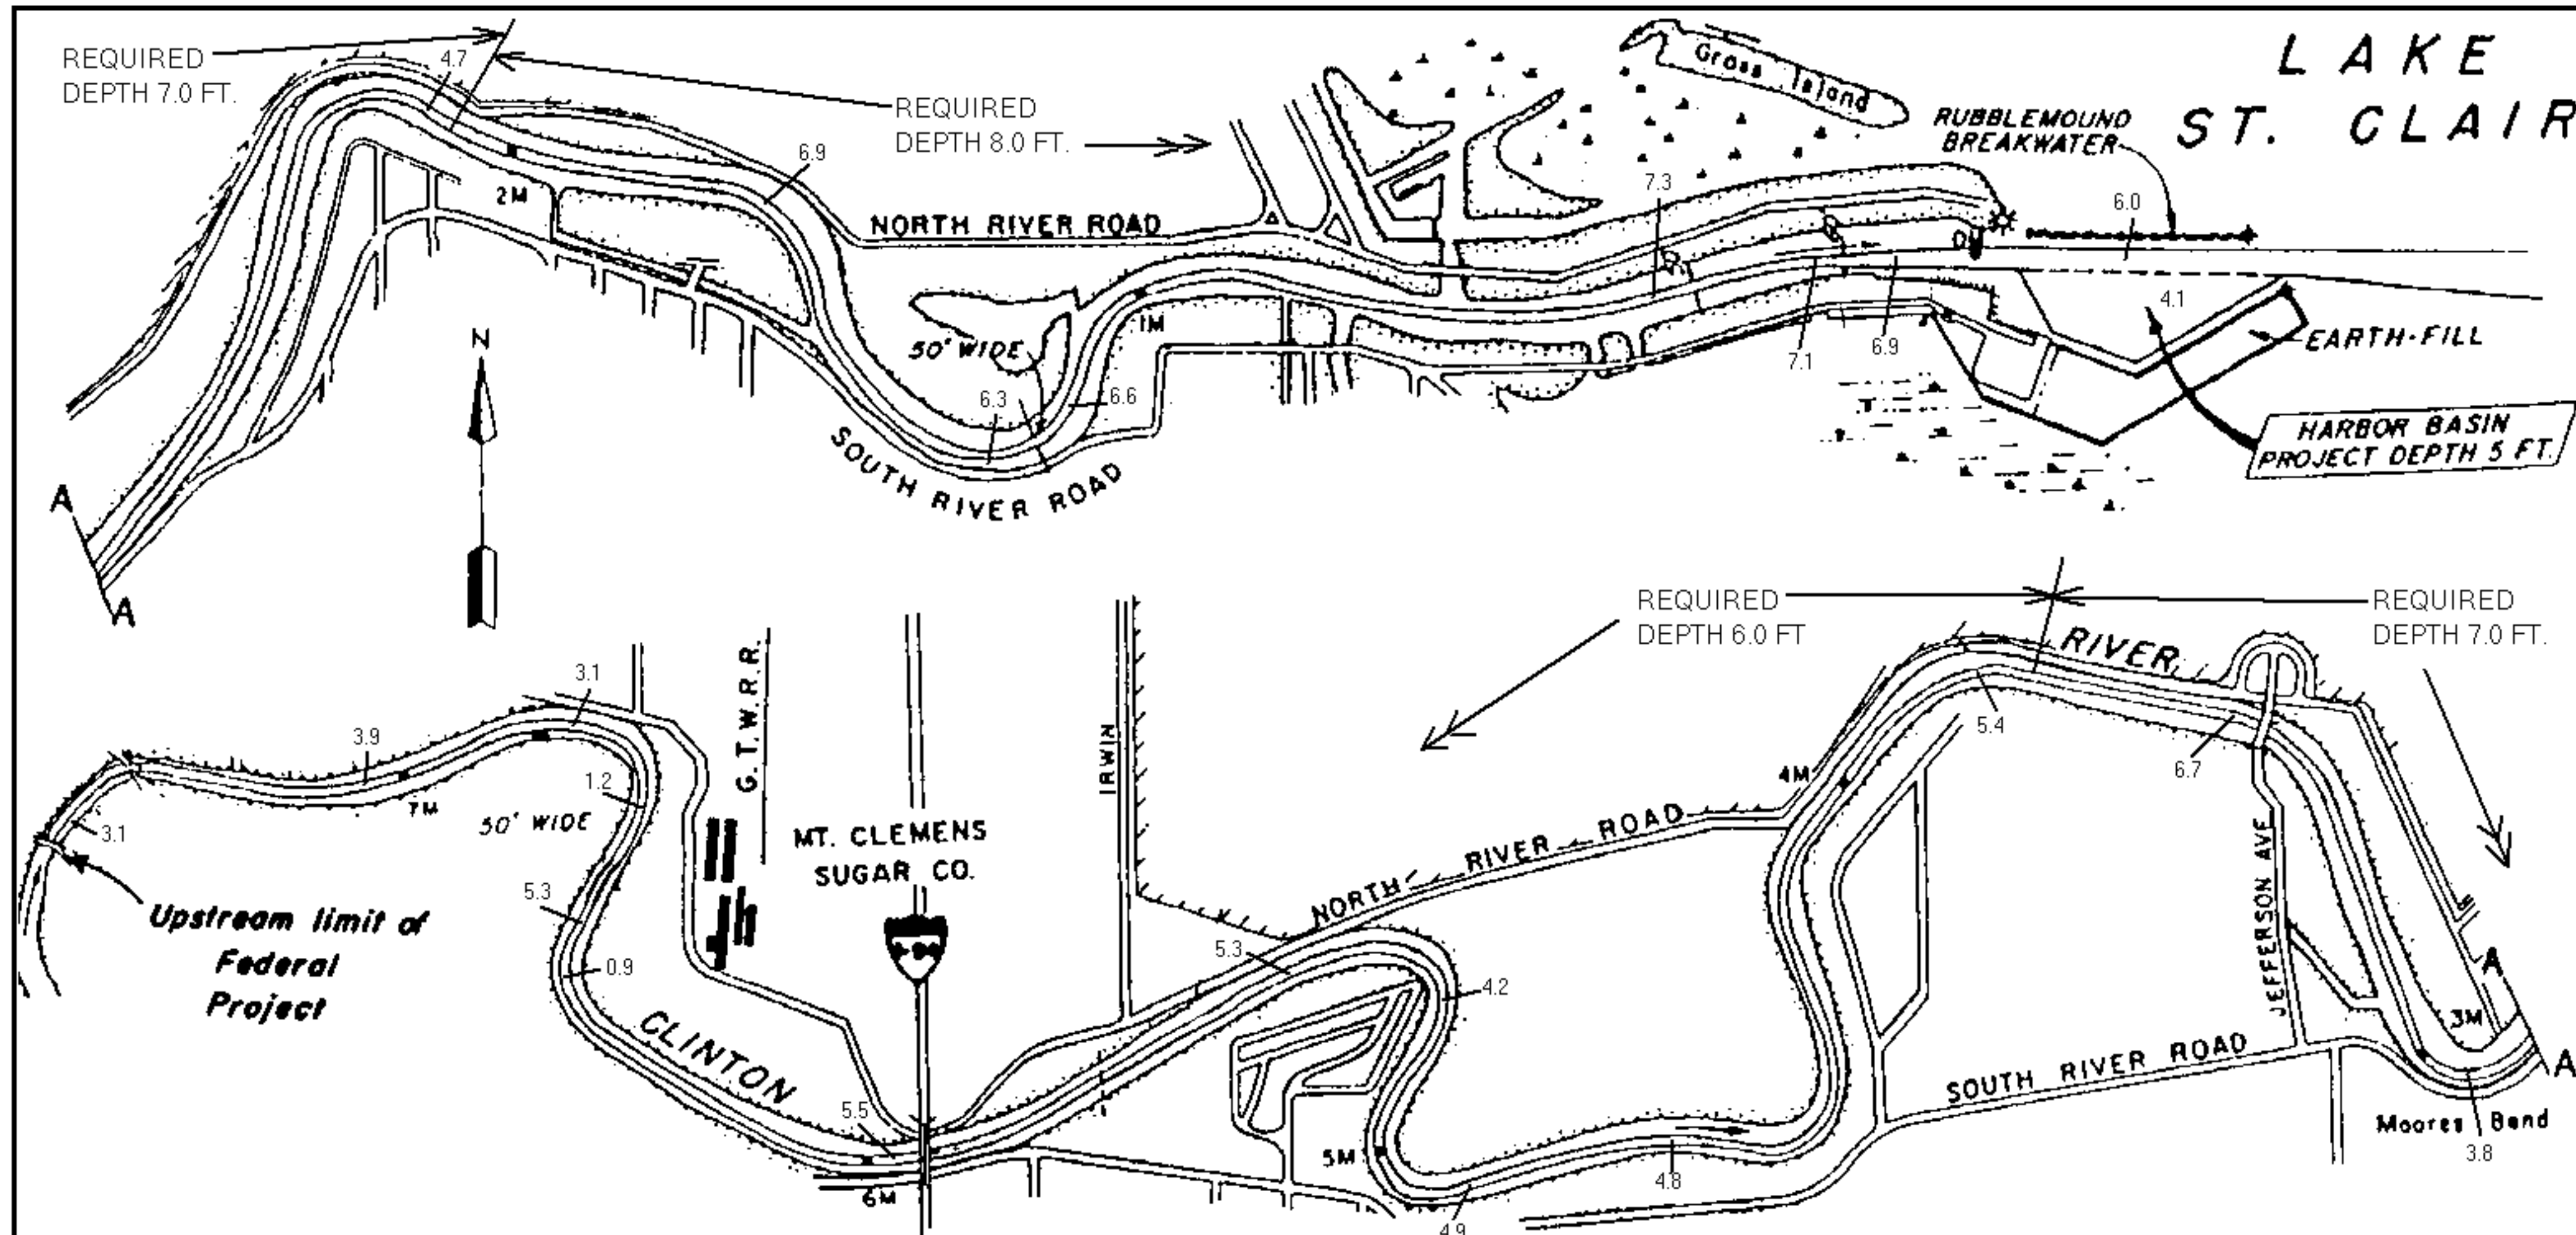 REQUIRED
DEPTH 7.0 FT.
4.7
REQUIRED
DEPTH 8.0 FT.
6.9
2M
NORTH RIVER ROAD
Grass Island
LAKE
ST. CLAIR
RUBBLEMOUND
BREAKWATER
7.3
6.0
4.1
EARTH-FILL
7.1
6.9
HARBOR BASIN
PROJECT DEPTH 5 FT.
1M
50' WIDE
6.3
6.6
SOUTH RIVER ROAD
N
A
A
REQUIRED
DEPTH 6.0 FT
REQUIRED
DEPTH 7.0 FT.
RIVER
3.1
3.9
1.2
7M
50' WIDE
3.1
Upstream limit of
Federal
Project
5.3
0.9
G.T.W.R.R.
MT. CLEMENS
SUGAR CO.
IRWIN
CLINTON
5.5
6M
NORTH RIVER ROAD
5.3
4.2
5M
4.9
4.8
4M
5.4
6.7
JEFFERSON AVE.
SOUTH RIVER ROAD
3M
A
A
Moores Bend
3.8